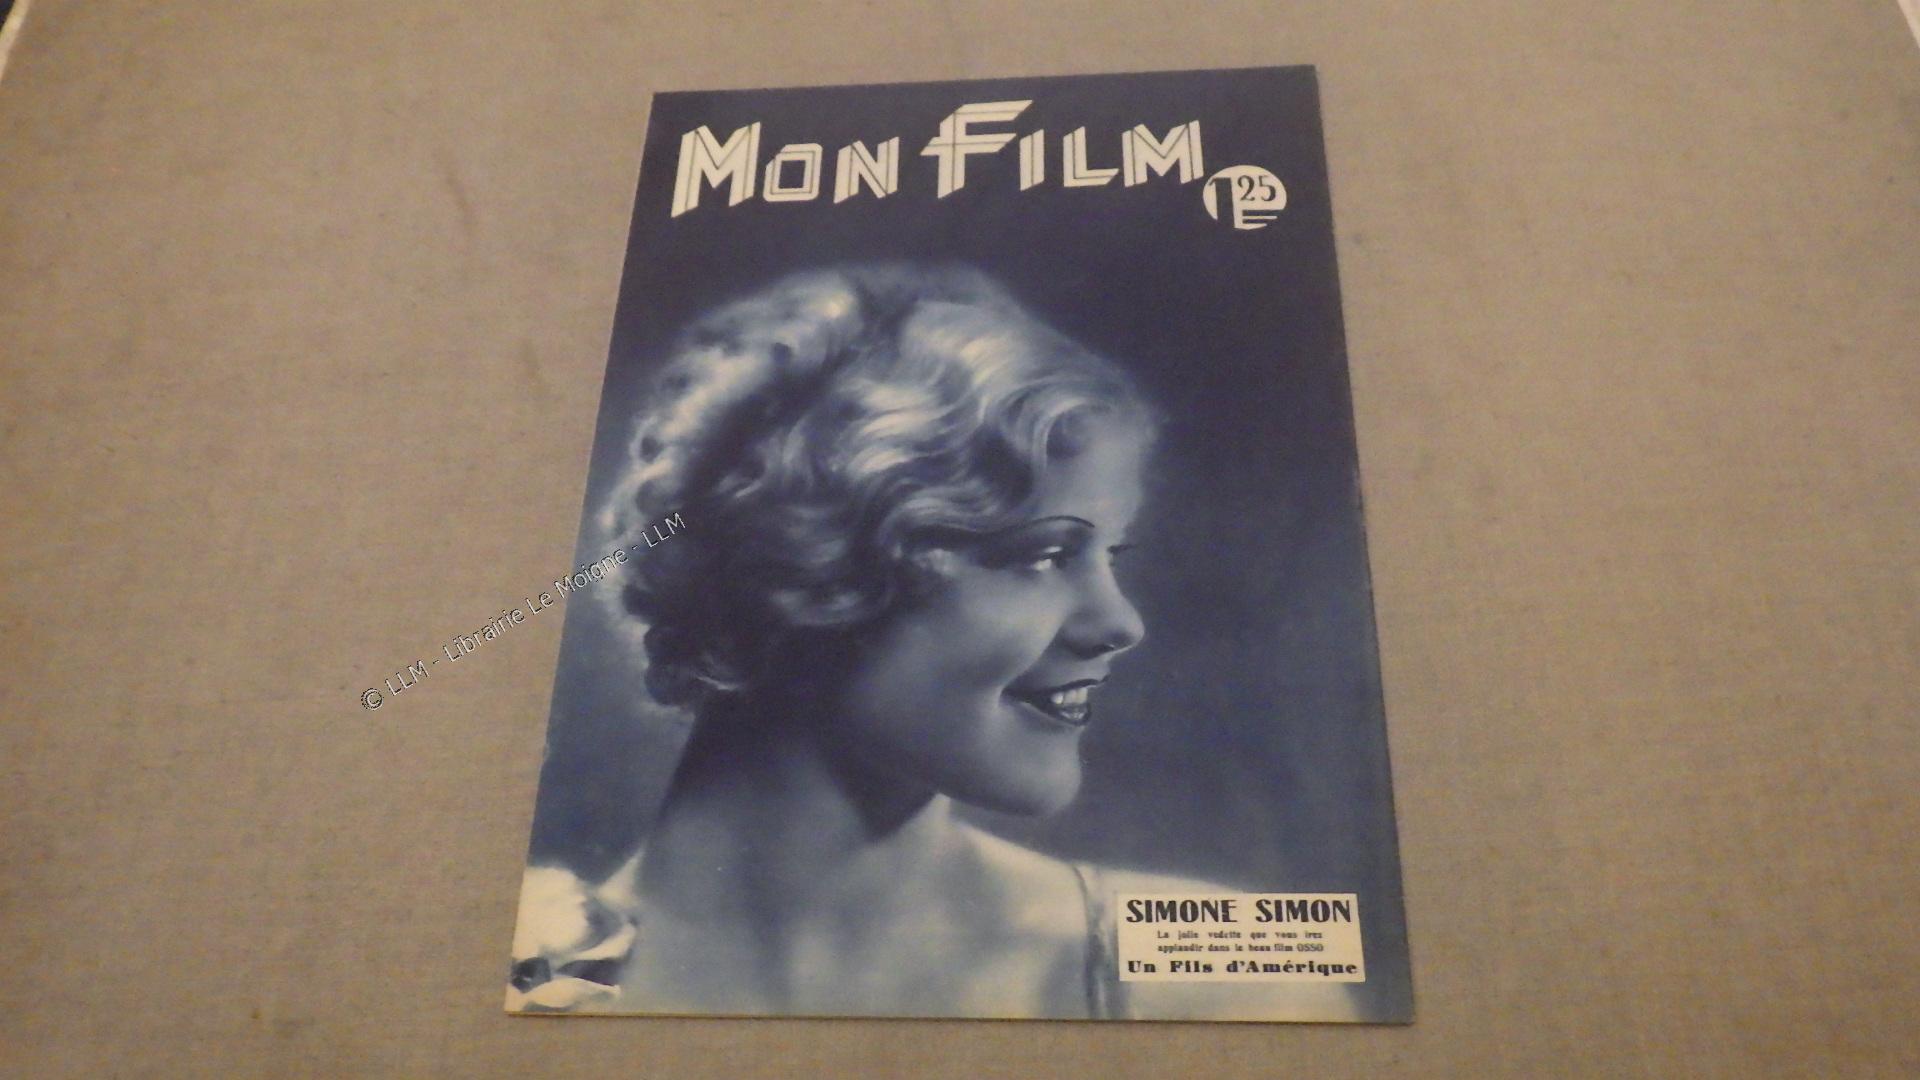 MON FILM
1F 25
© LLM - Librairie Le Moigne - LLM
SIMONE SIMON
La jolie vedette que vous irez
applaudir dans le beau film OSSO
Un Fils d'Amérique